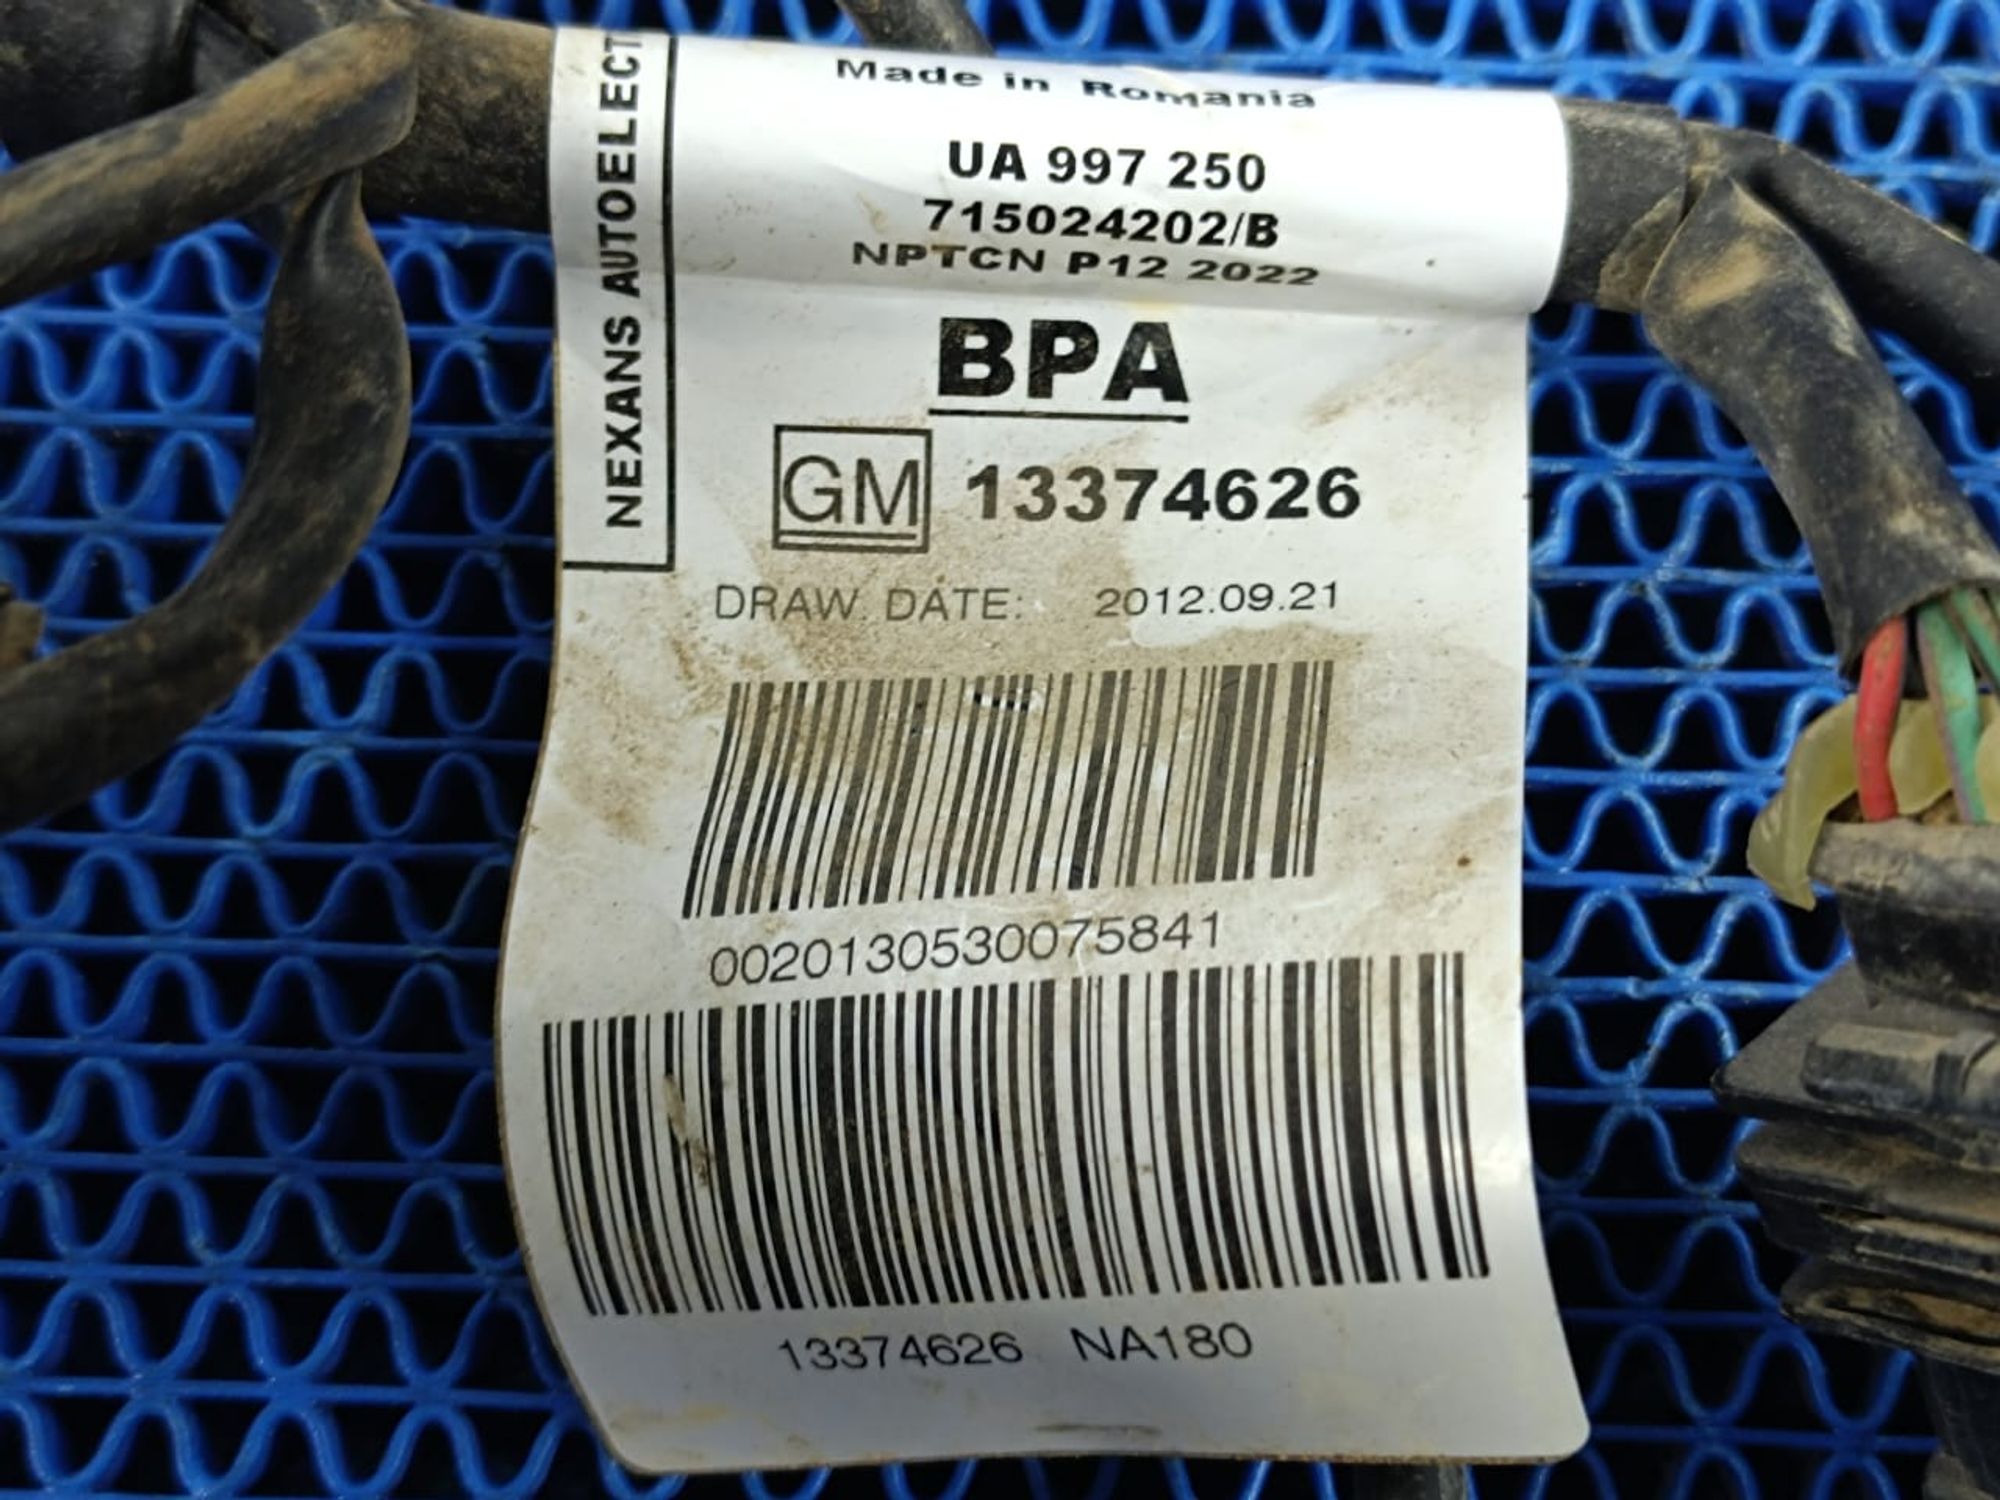 NEXANS AUTOELECT
Made in Romania
UA 997 250
715024202/B
NPTCN P12 2022
BPA
GM 13374626
DRAW. DATE: 2012.09.21
0020130530075841
13374626 NA180